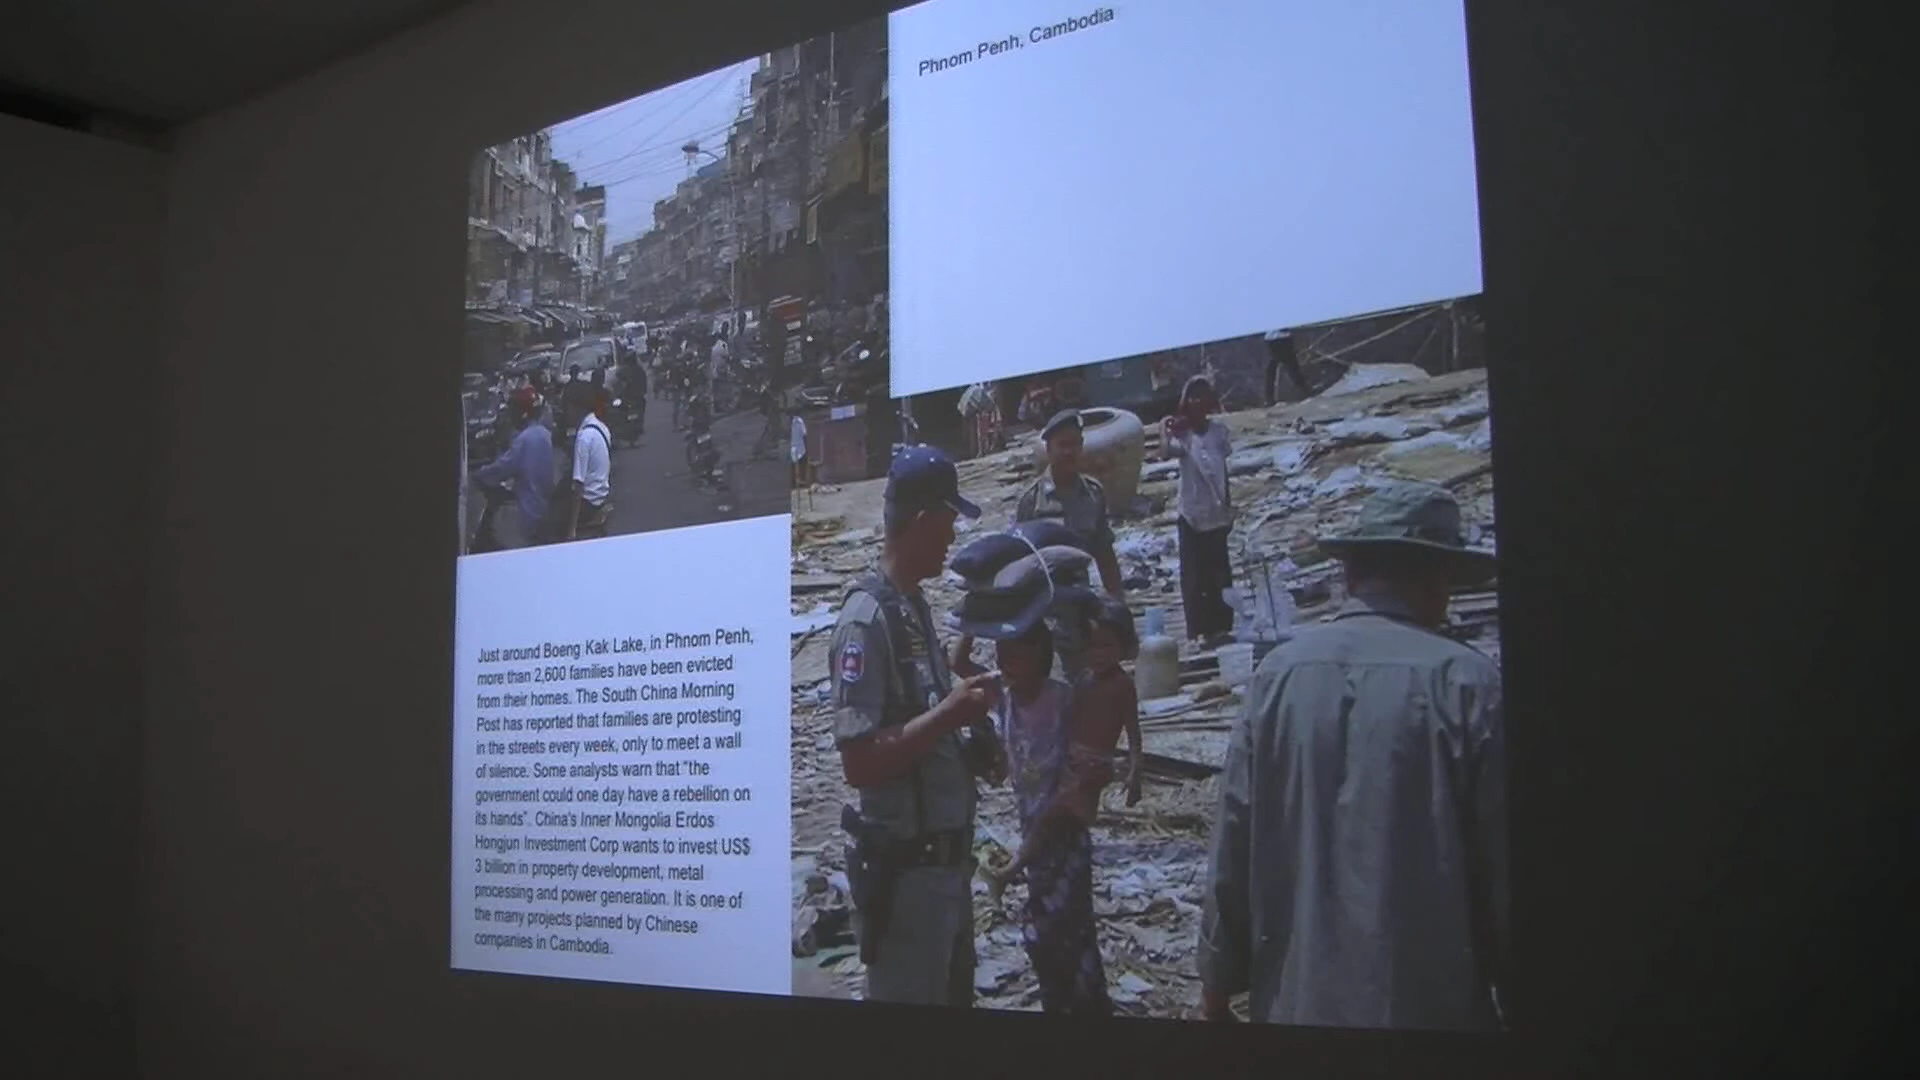 Phnom Penh, Cambodia
Just around Boeng Kak Lake, in Phnom Penh,
more than 2,600 families have been evicted
from their homes. The South China Morning
Post has reported that families are protesting
in the streets every week, only to meet a wall
of silence. Some analysts warn that "the
government could one day have a rebellion on
its hands". China's Inner Mongolia Erdos
Hongjun Investment Corp wants to invest US$
3 billion in property development, metal
processing and power generation. It is one of
the many projects planned by Chinese
companies in Cambodia.